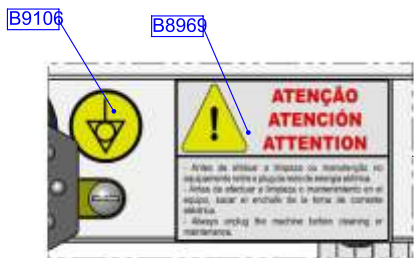 B9106
B8969
ATENÇÃO
ATENCIÓN
ATTENTION
- Antes de efetuar a limpeza ou manutenção no
equipamento retire o plugue da rede de energia elétrica.
- Antes de efectuar a limpieza o mantenimiento en el
equipo, sacar el enchufe de la toma de corriente
eléctrica.
- Always unplug the machine before cleaning or
maintenance.